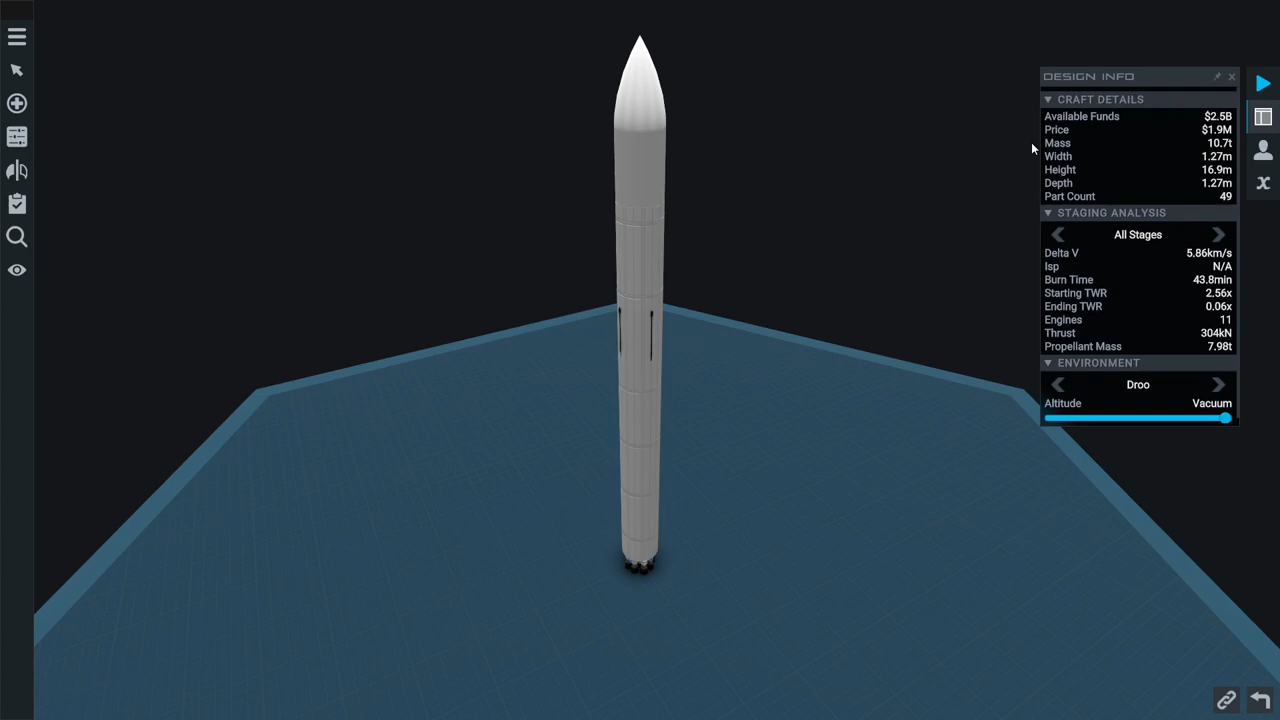 DESIGN INFO
CRAFT DETAILS
Available Funds $2.5B
Price $1.9M
Mass 10.7t
Width 1.27m
Height 16.9m
Depth 1.27m
Part Count 49
STAGING ANALYSIS
All Stages
Delta V 5.86km/s
Isp N/A
Burn Time 43.8min
Starting TWR 2.56x
Ending TWR 0.06x
Engines 11
Thrust 304kN
Propellant Mass 7.98t
ENVIRONMENT
Droo
Altitude Vacuum